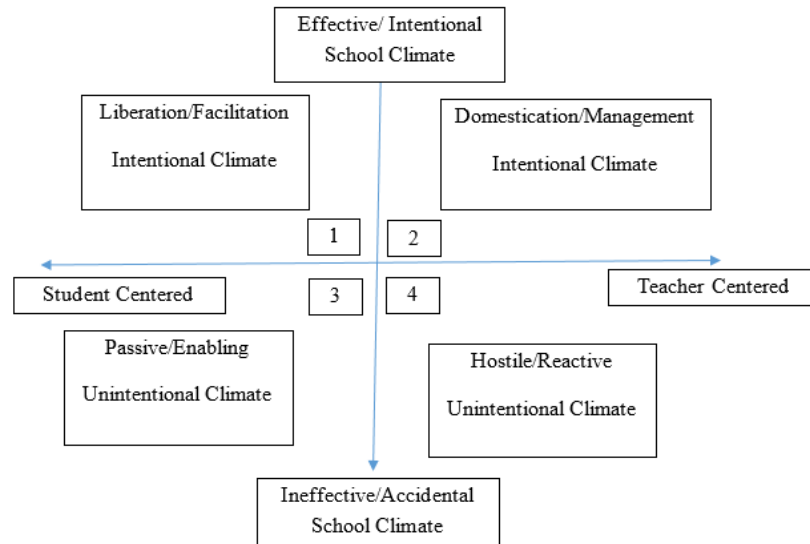 Effective/ Intentional
School Climate
Liberation/Facilitation
Intentional Climate
Domestication/Management
Intentional Climate
1
2
Student Centered
3
4
Teacher Centered
Passive/Enabling
Unintentional Climate
Hostile/Reactive
Unintentional Climate
Ineffective/Accidental
School Climate